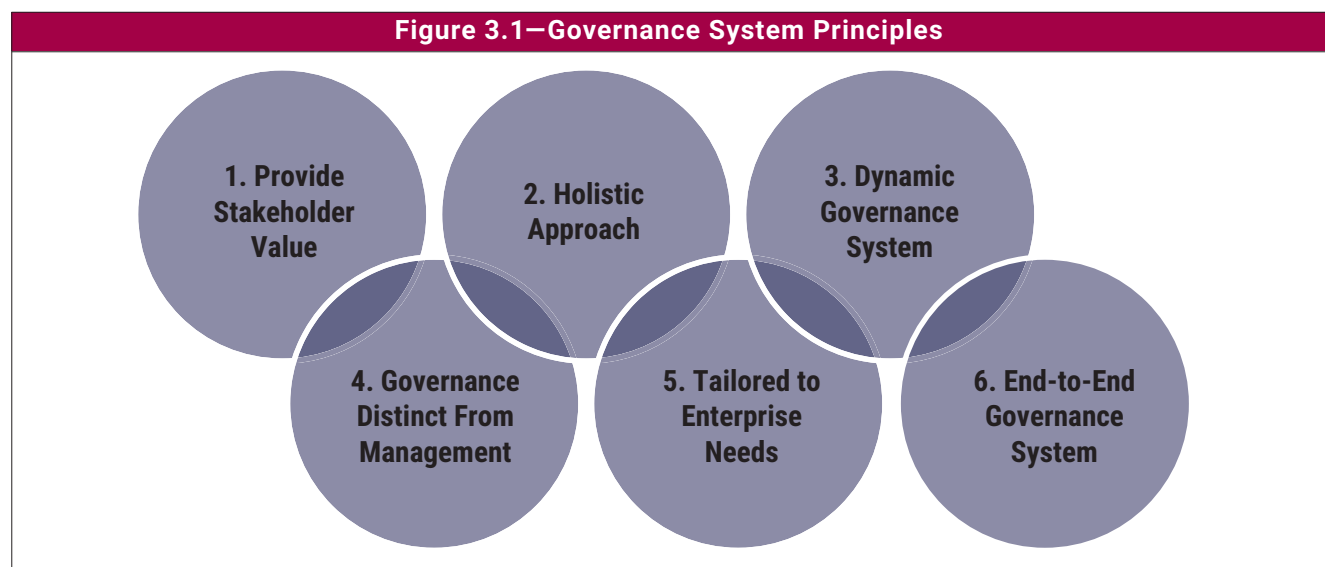 Figure 3.1—Governance System Principles
1. Provide
Stakeholder
Value
2. Holistic
Approach
3. Dynamic
Governance
System
4. Governance
Distinct From
Management
5. Tailored to
Enterprise
Needs
6. End-to-End
Governance
System